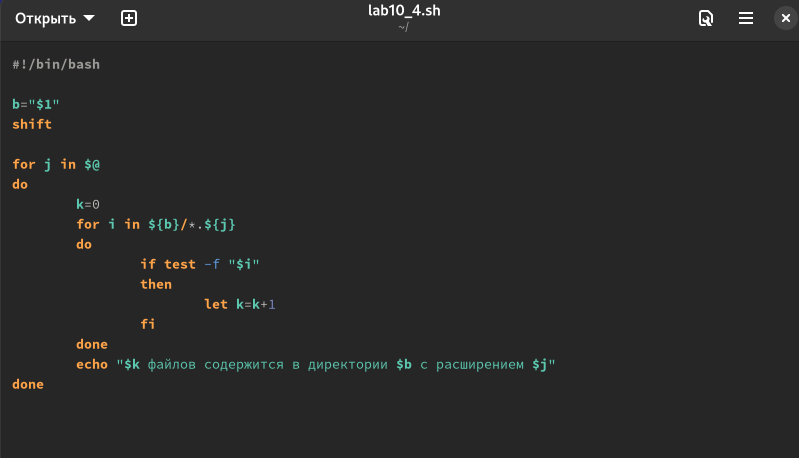 Открыть
lab10_4.sh
~/
#!/bin/bash
b="$1"
shift
for j in $@
do
k=0
for i in ${b}/*.${j}
do
if test -f "$i"
then
let k=k+1
fi
done
echo "$k файлов содержится в директории $b с расширением $j"
done